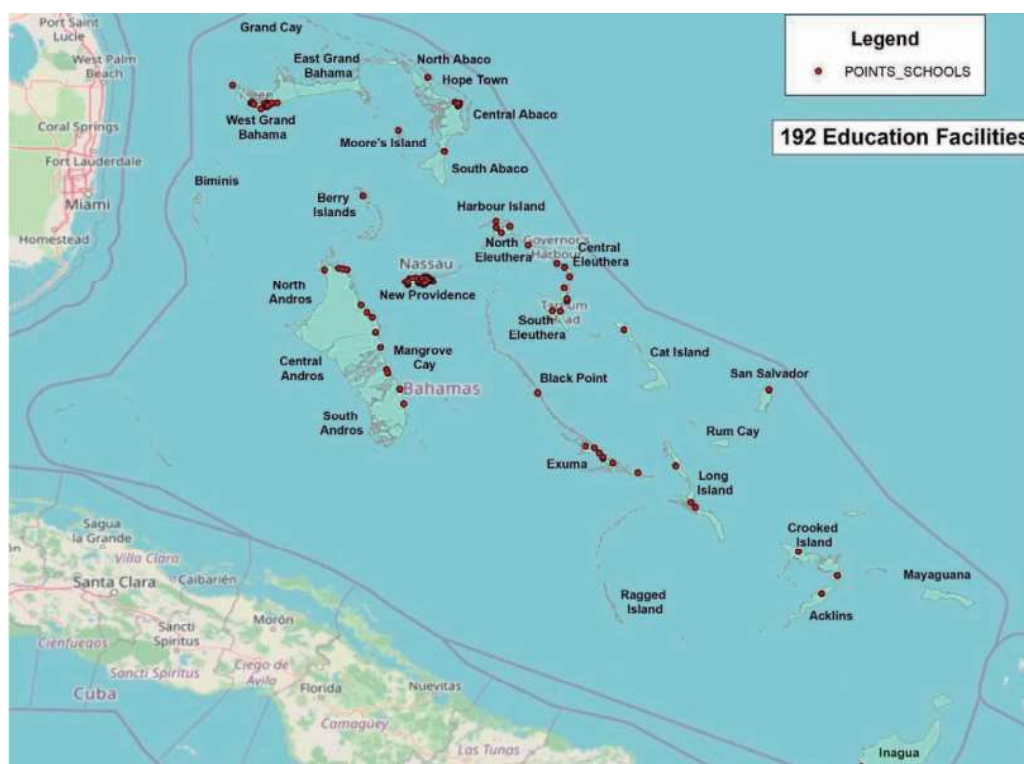 Port Saint
Lucie
West Palm
Beach
Coral Springs
Fort Lauderdale
Miami
Homestead
Grand Cay
East Grand
Bahama
West Grand
Bahama
North Abaco
Hope Town
Central Abaco
Moore's Island
South Abaco
Legend
POINTS_SCHOOLS
192 Education Facilities
Biminis
Berry
Islands
Harbour Island
North
Eleuthera
Governor's
Harbour
Central
Eleuthera
Nassau
New Providence
North
Andros
South
Eleuthera
Cat Island
Central
Andros
Mangrove
Cay
Bahamas
Black Point
San Salvador
South
Andros
Rum Cay
Exuma
Long
Island
Crooked
Island
Mayaguana
Acklins
Ragged
Island
Inagua
Sagua
la Grande
Villa Clara
Santa Clara
Caibarién
Cienfuegos
Sancti
Spíritus
Sancti Spíritus
Morón
Ciego de
Ávila
Cuba
Florida
Nuevitas
Camagüey
Las Tunas